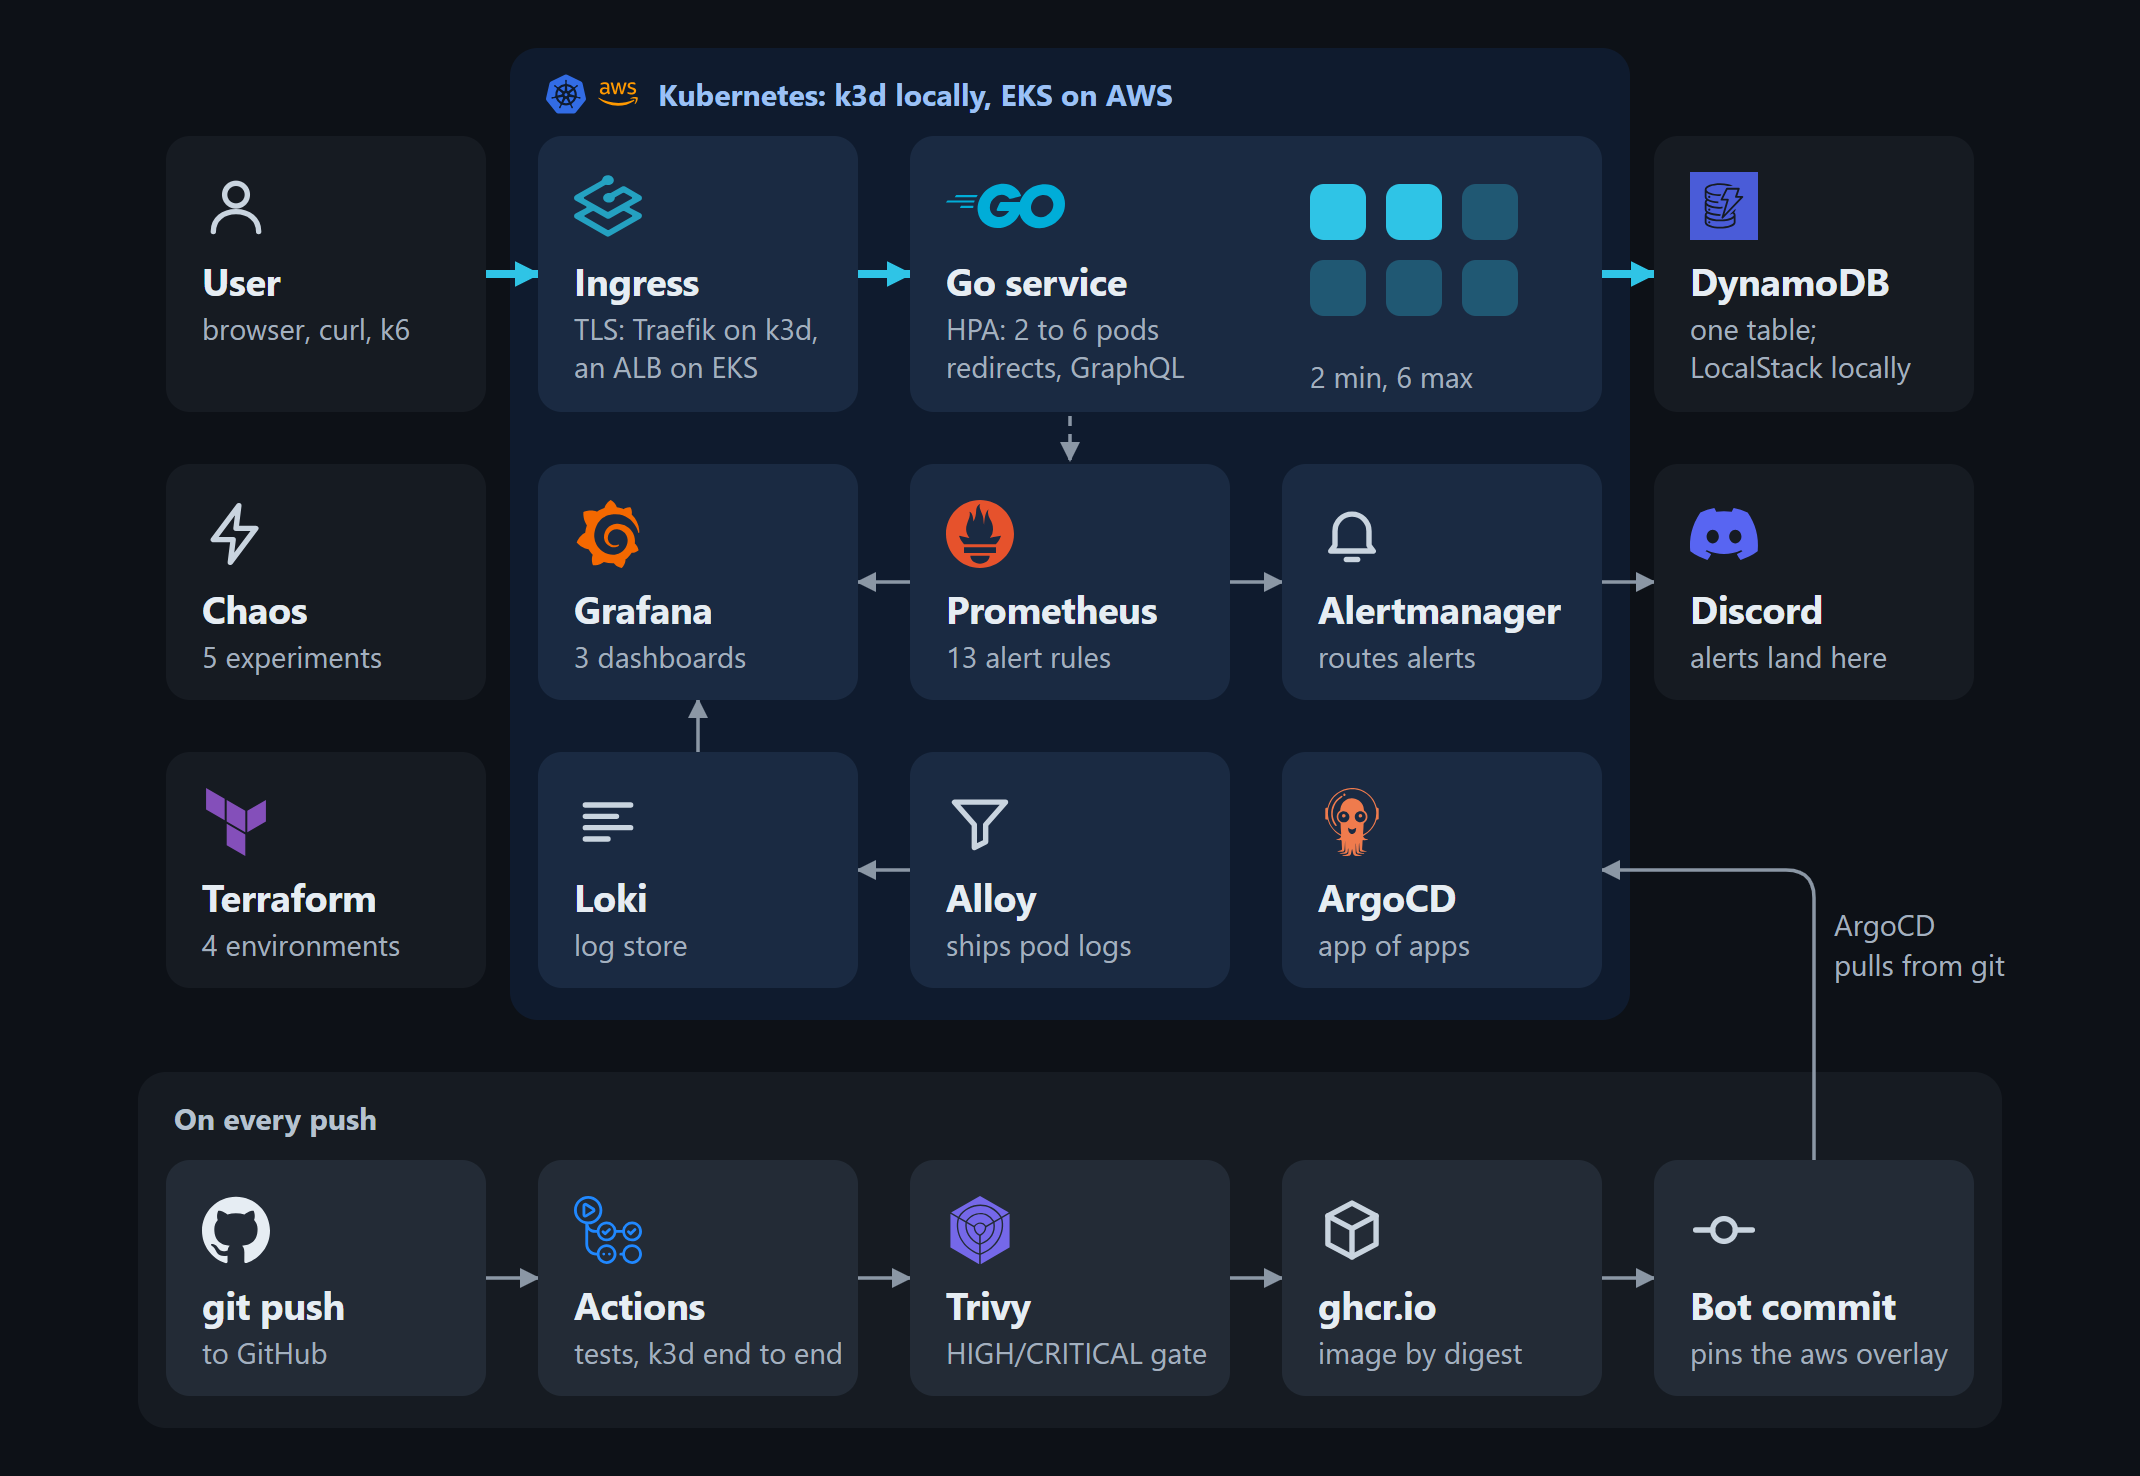 aws
Kubernetes: k3d locally, EKS on AWS
User
browser, curl, k6
Ingress
TLS: Traefik on k3d,
an ALB on EKS
GO
Go service
HPA: 2 to 6 pods
redirects, GraphQL
2 min, 6 max
DynamoDB
one table;
LocalStack locally
Chaos
5 experiments
Grafana
3 dashboards
Prometheus
13 alert rules
Alertmanager
routes alerts
Discord
alerts land here
Terraform
4 environments
Loki
log store
Alloy
ships pod logs
ArgoCD
app of apps
ArgoCD
pulls from git
On every push
git push
to GitHub
Actions
tests, k3d end to end
Trivy
HIGH/CRITICAL gate
ghcr.io
image by digest
Bot commit
pins the aws overlay